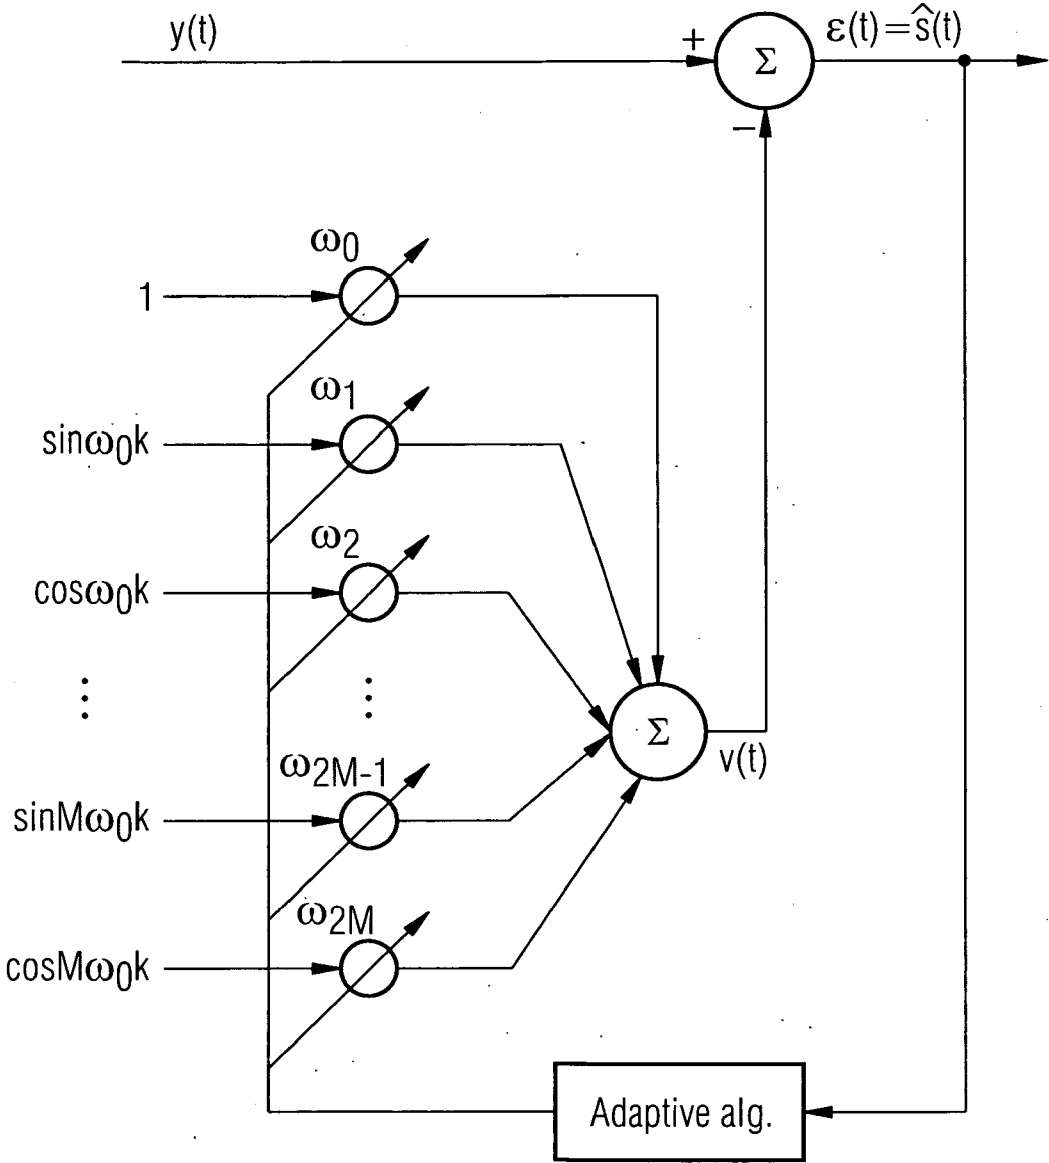 y(t)
+
Σ
ε(t)=ŝ(t)
−
ω0
1
ω1
sinω0k
ω2
cosω0k
⋮ ⋮
Σ
v(t)
ω2M-1
sinMω0k
ω2M
cosMω0k
Adaptive alg.